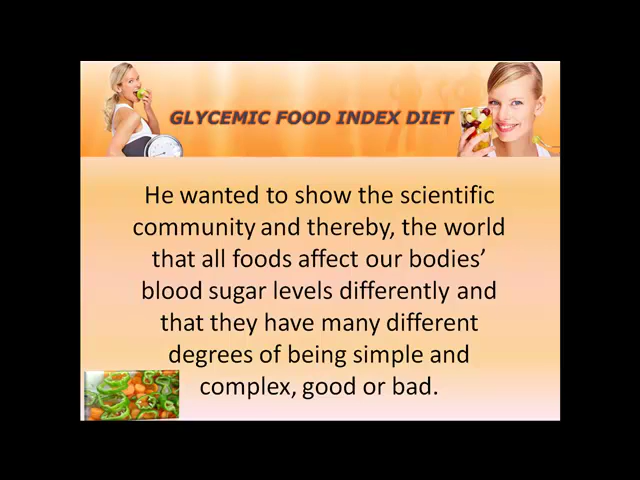 GLYCEMIC FOOD INDEX DIET
He wanted to show the scientific
community and thereby, the world
that all foods affect our bodies’
blood sugar levels differently and
that they have many different
degrees of being simple and
complex, good or bad.